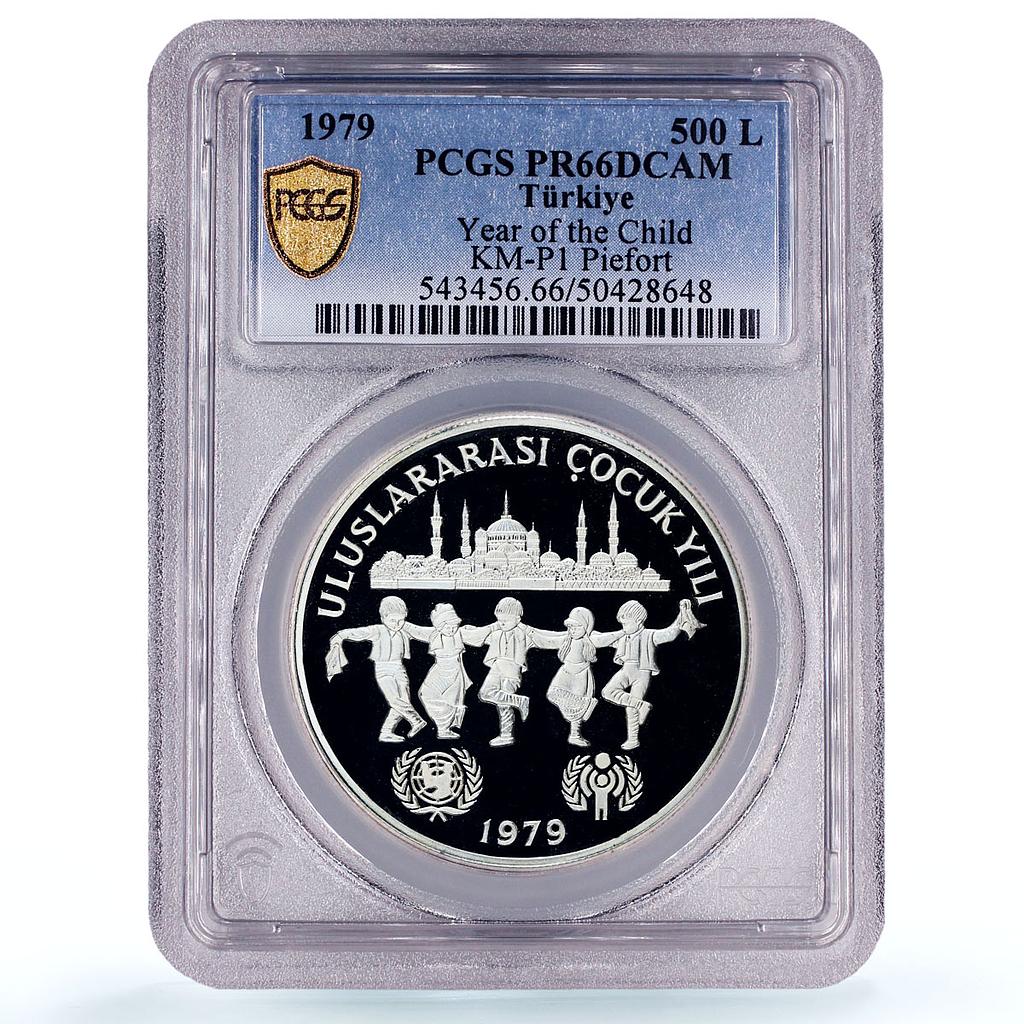 1979 500 L
PCGS PR66DCAM
PCGS
Türkiye
Year of the Child
KM-P1 Piefort
543456.66/50428648
ULUSLARARASI ÇOCUK YILI
1979
PCGS